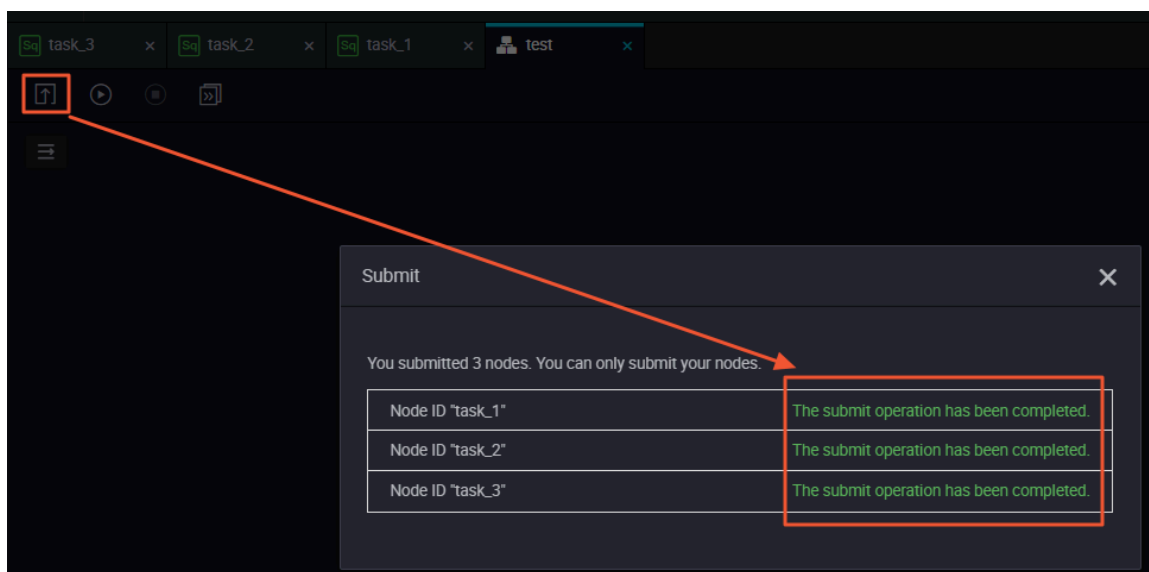 Sq task_3 x Sq task_2 x Sq task_1 x test x
Submit
You submitted 3 nodes. You can only submit your nodes.
Node ID "task_1" The submit operation has been completed.
Node ID "task_2" The submit operation has been completed.
Node ID "task_3" The submit operation has been completed.